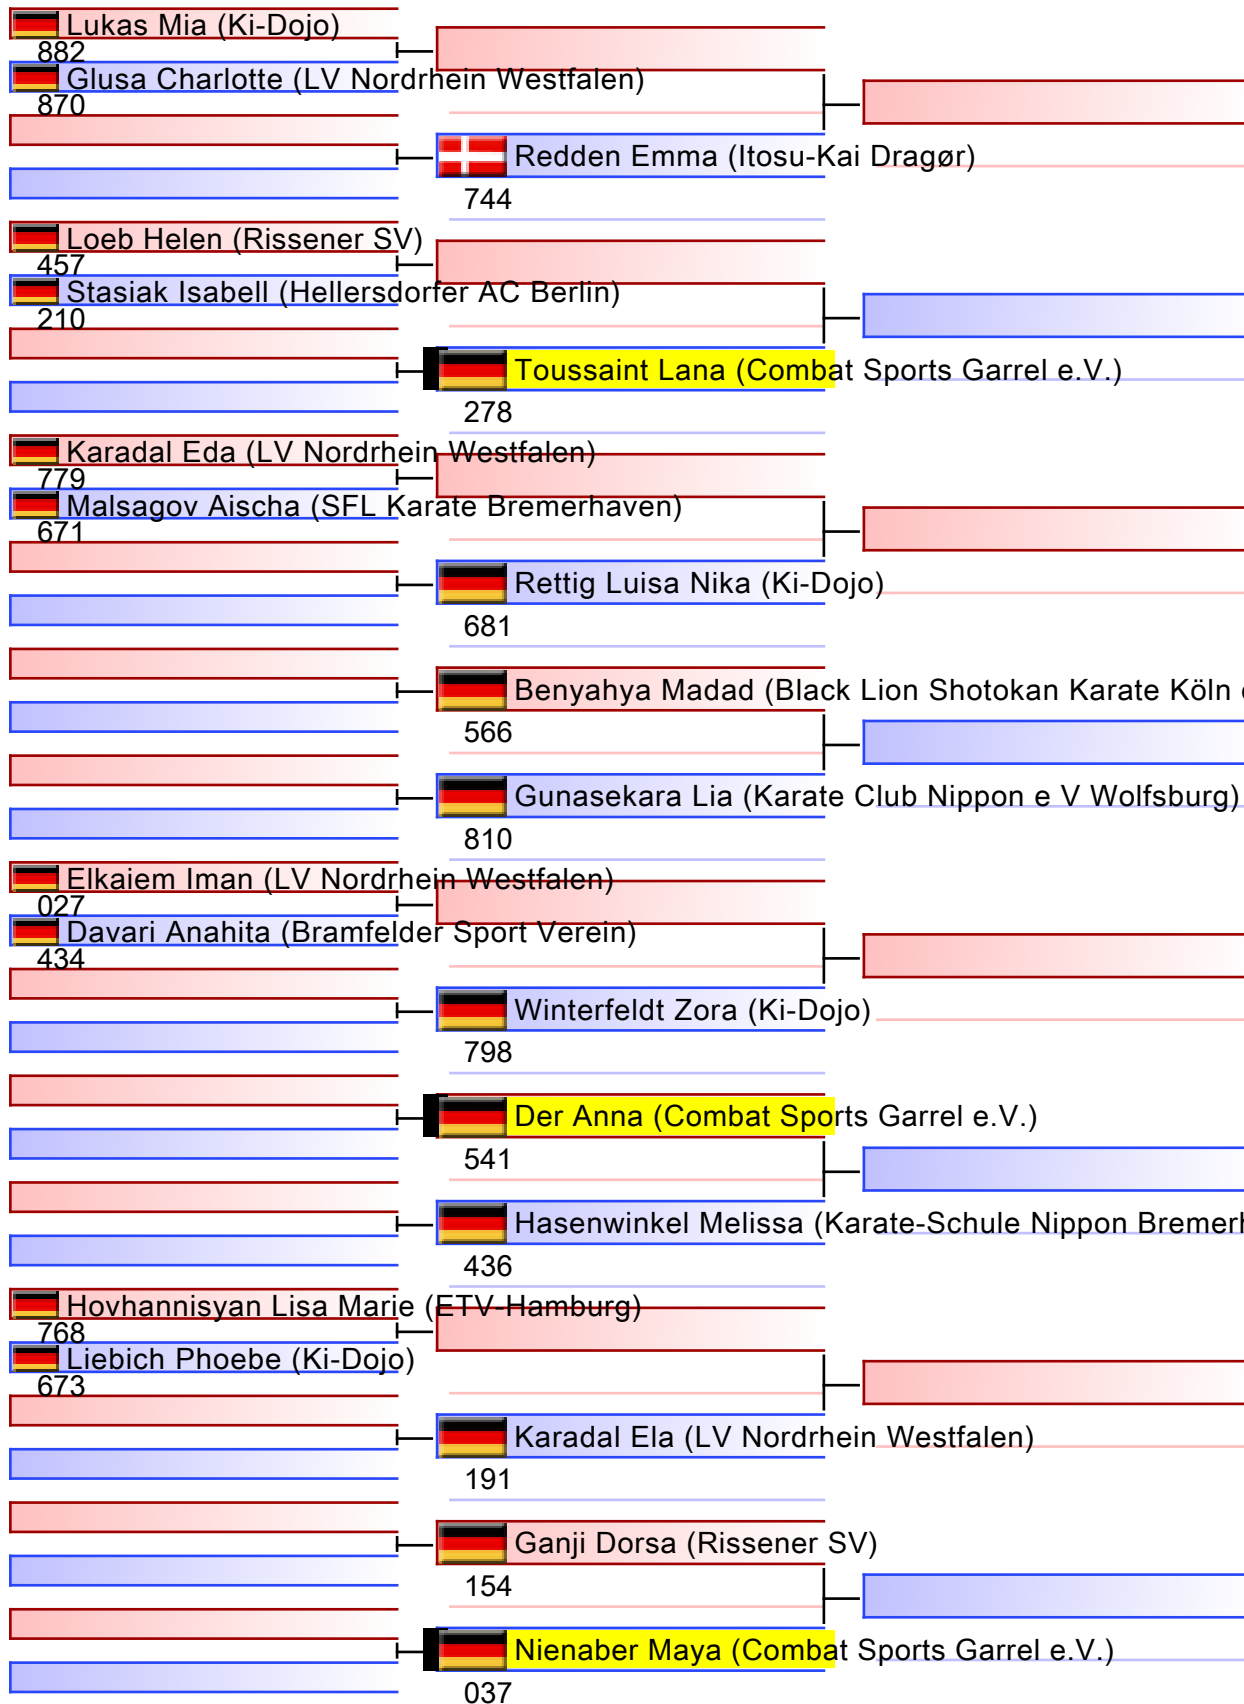 Lukas Mia (Ki-Dojo)
882
Glusa Charlotte (LV Nordrhein Westfalen)
870
Redden Emma (Itosu-Kai Dragør)
744
Loeb Helen (Rissener SV)
457
Stasiak Isabell (Hellersdorfer AC Berlin)
210
Toussaint Lana (Combat Sports Garrel e.V.)
278
Karadal Eda (LV Nordrhein Westfalen)
779
Malsagov Aischa (SFL Karate Bremerhaven)
671
Rettig Luisa Nika (Ki-Dojo)
681
Benyahya Madad (Black Lion Shotokan Karate Köln
566
Gunasekara Lia (Karate Club Nippon e V Wolfsburg)
810
Elkaiem Iman (LV Nordrhein Westfalen)
027
Davari Anahita (Bramfelder Sport Verein)
434
Winterfeldt Zora (Ki-Dojo)
798
Der Anna (Combat Sports Garrel e.V.)
541
Hasenwinkel Melissa (Karate-Schule Nippon
436
Hovhannisyan Lisa Marie (ETV-Hamburg)
768
Liebich Phoebe (Ki-Dojo)
673
Karadal Ela (LV Nordrhein Westfalen)
191
Ganji Dorsa (Rissener SV)
154
Nienaber Maya (Combat Sports Garrel e.V.)
037